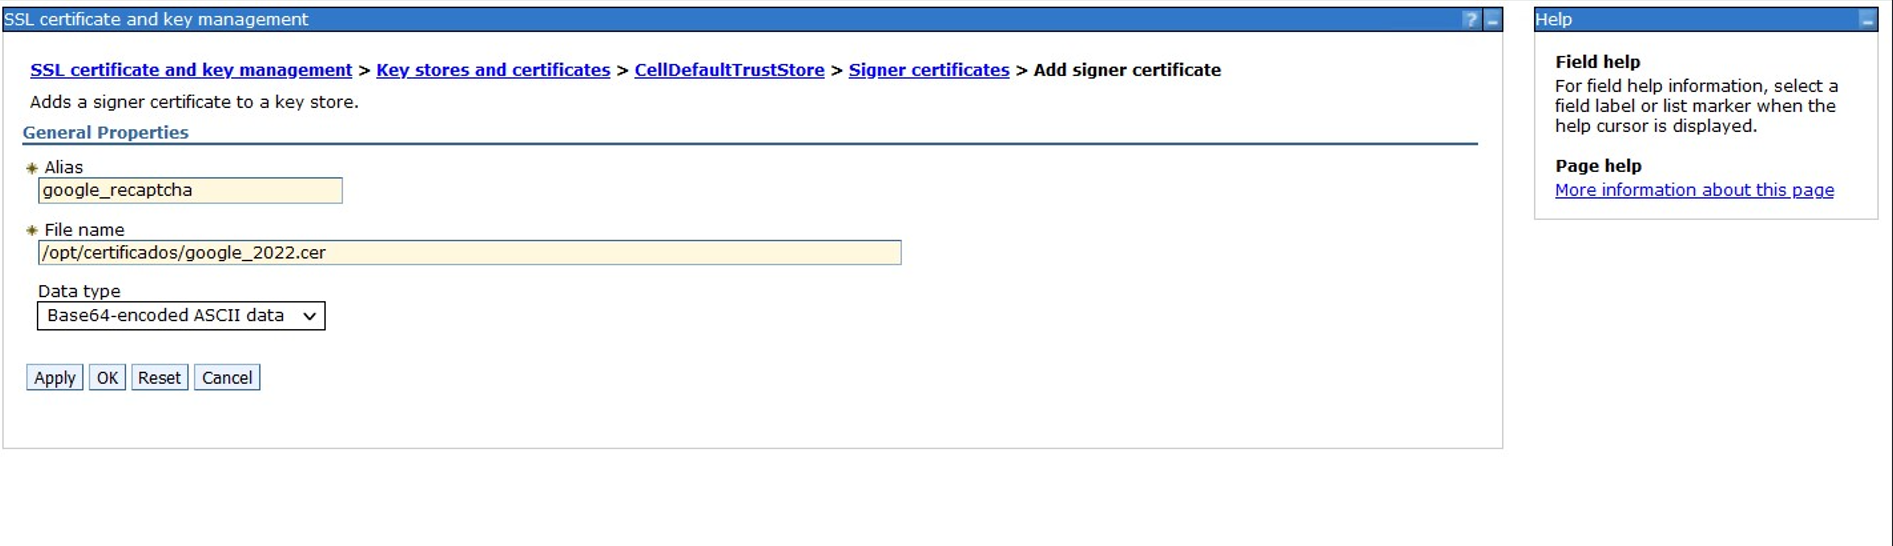 SSL certificate and key management
SSL certificate and key management > Key stores and certificates > CellDefaultTrustStore > Signer certificates > Add signer certificate
Adds a signer certificate to a key store.
General Properties
Alias
google_recaptcha
File name
/opt/certificados/google_2022.cer
Data type
Base64-encoded ASCII data
Apply OK Reset Cancel
Help
Field help
For field help information, select a
field label or list marker when the
help cursor is displayed.
Page help
More information about this page